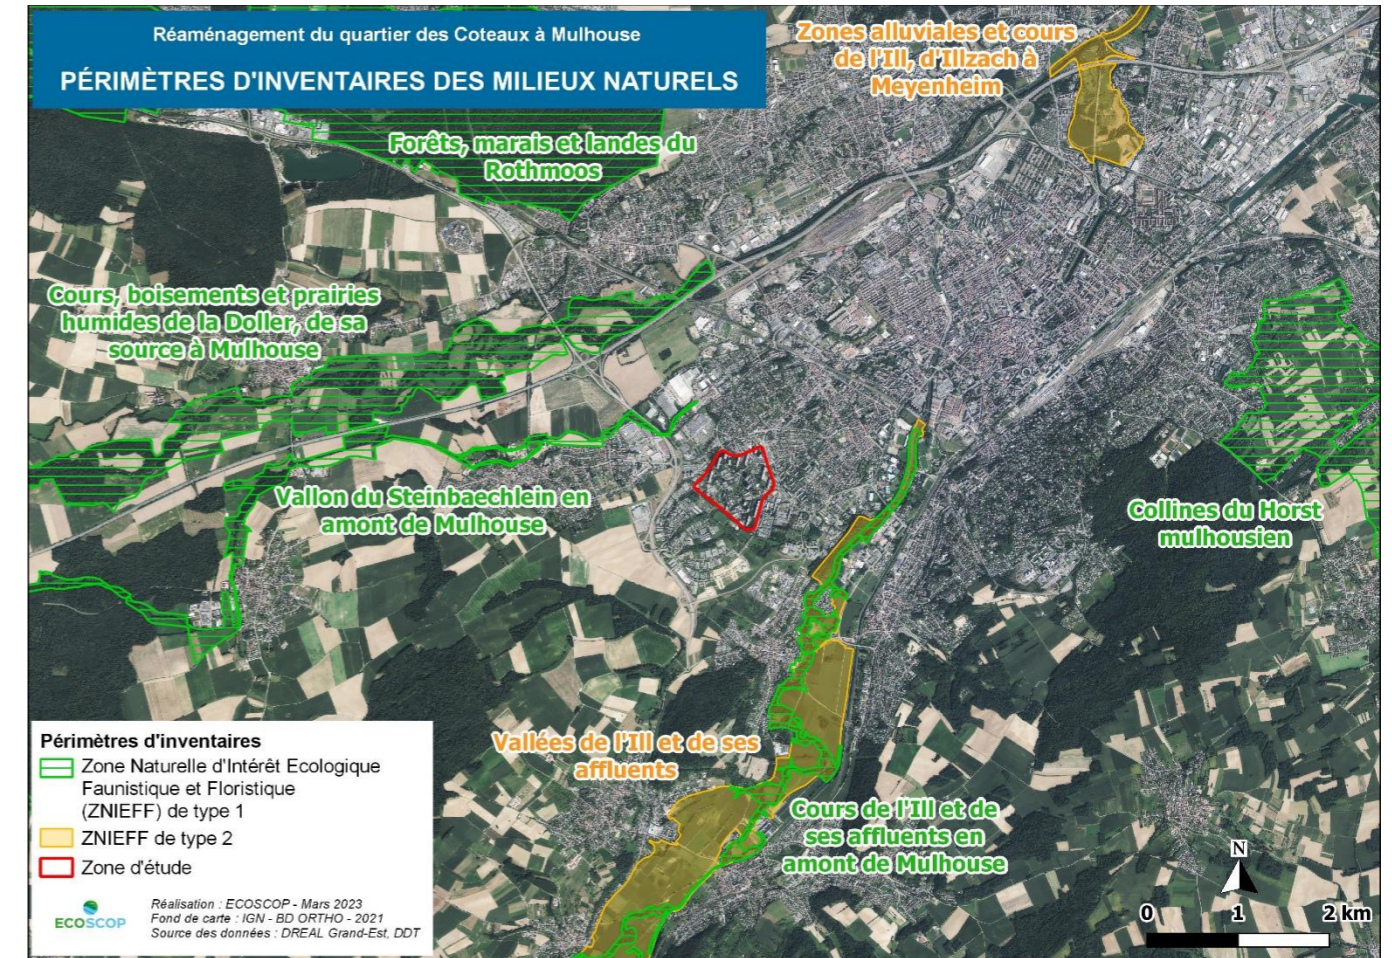 Réaménagement du quartier des Coteaux à Mulhouse
PÉRIMÈTRES D'INVENTAIRES DES MILIEUX NATURELS
Zones alluviales et cours
de l'Ill, d'Illzach à
Meyenheim
Forêts, marais et landes du
Rothmoos
Cours, boisements et prairies
humides de la Doller, de sa
source à Mulhouse
Vallon du Steinbaechlein en
amont de Mulhouse
Collines du Horst
mulhousien
Vallées de l'Ill et de ses
affluents
Cours de l'Ill et de
ses affluents en
amont de Mulhouse
Périmètres d'inventaires
Zone Naturelle d'Intérêt Ecologique
Faunistique et Floristique
(ZNIEFF) de type 1
ZNIEFF de type 2
Zone d'étude
ECOSCOP
Réalisation : ECOSCOP - Mars 2023
Fond de carte : IGN - BD ORTHO - 2021
Source des données : DREAL Grand-Est, DDT
N
0 1 2 km